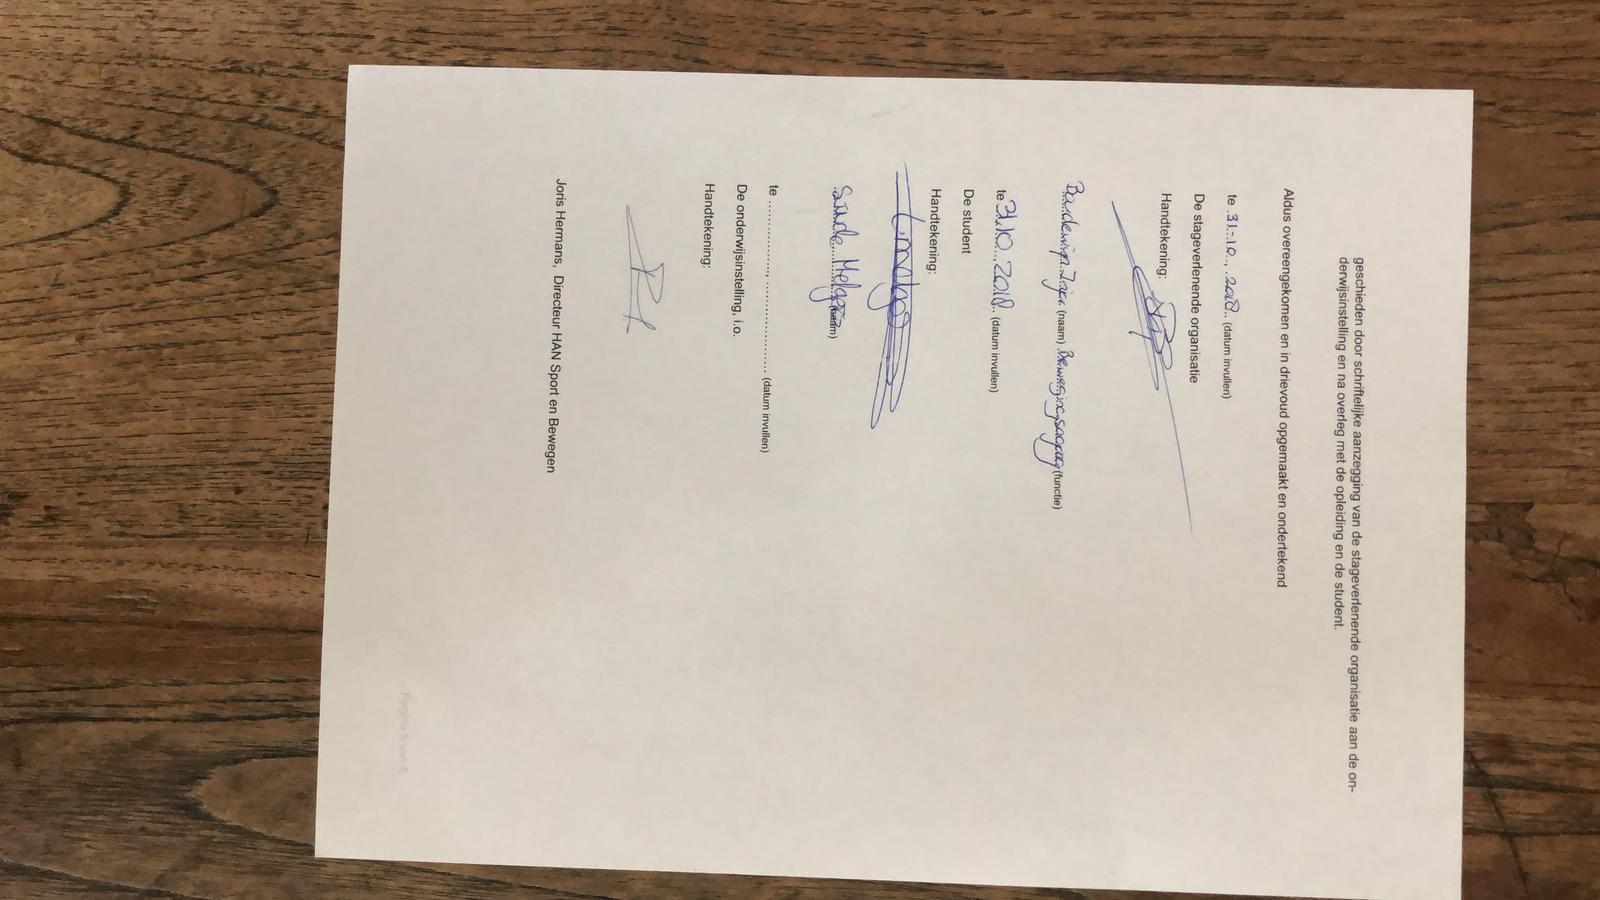 geschieden door schriftelijke aanzegging van de stageverlenende organisatie aan de on-
derwijsinstelling en na overleg met de opleiding en de student.
Aldus overeengekomen en in drievoud opgemaakt en ondertekend
te .31.-10.., .2018.. (datum invullen)
De stageverlenende organisatie
Handtekening:
(naam) (functie)
te 31.10..,2018.. (datum invullen)
De student
Handtekening:
(naam)
te ...................., ......................... (datum invullen)
De onderwijsinstelling, i.o.
Handtekening:
Joris Hermans, Directeur HAN Sport en Bewegen